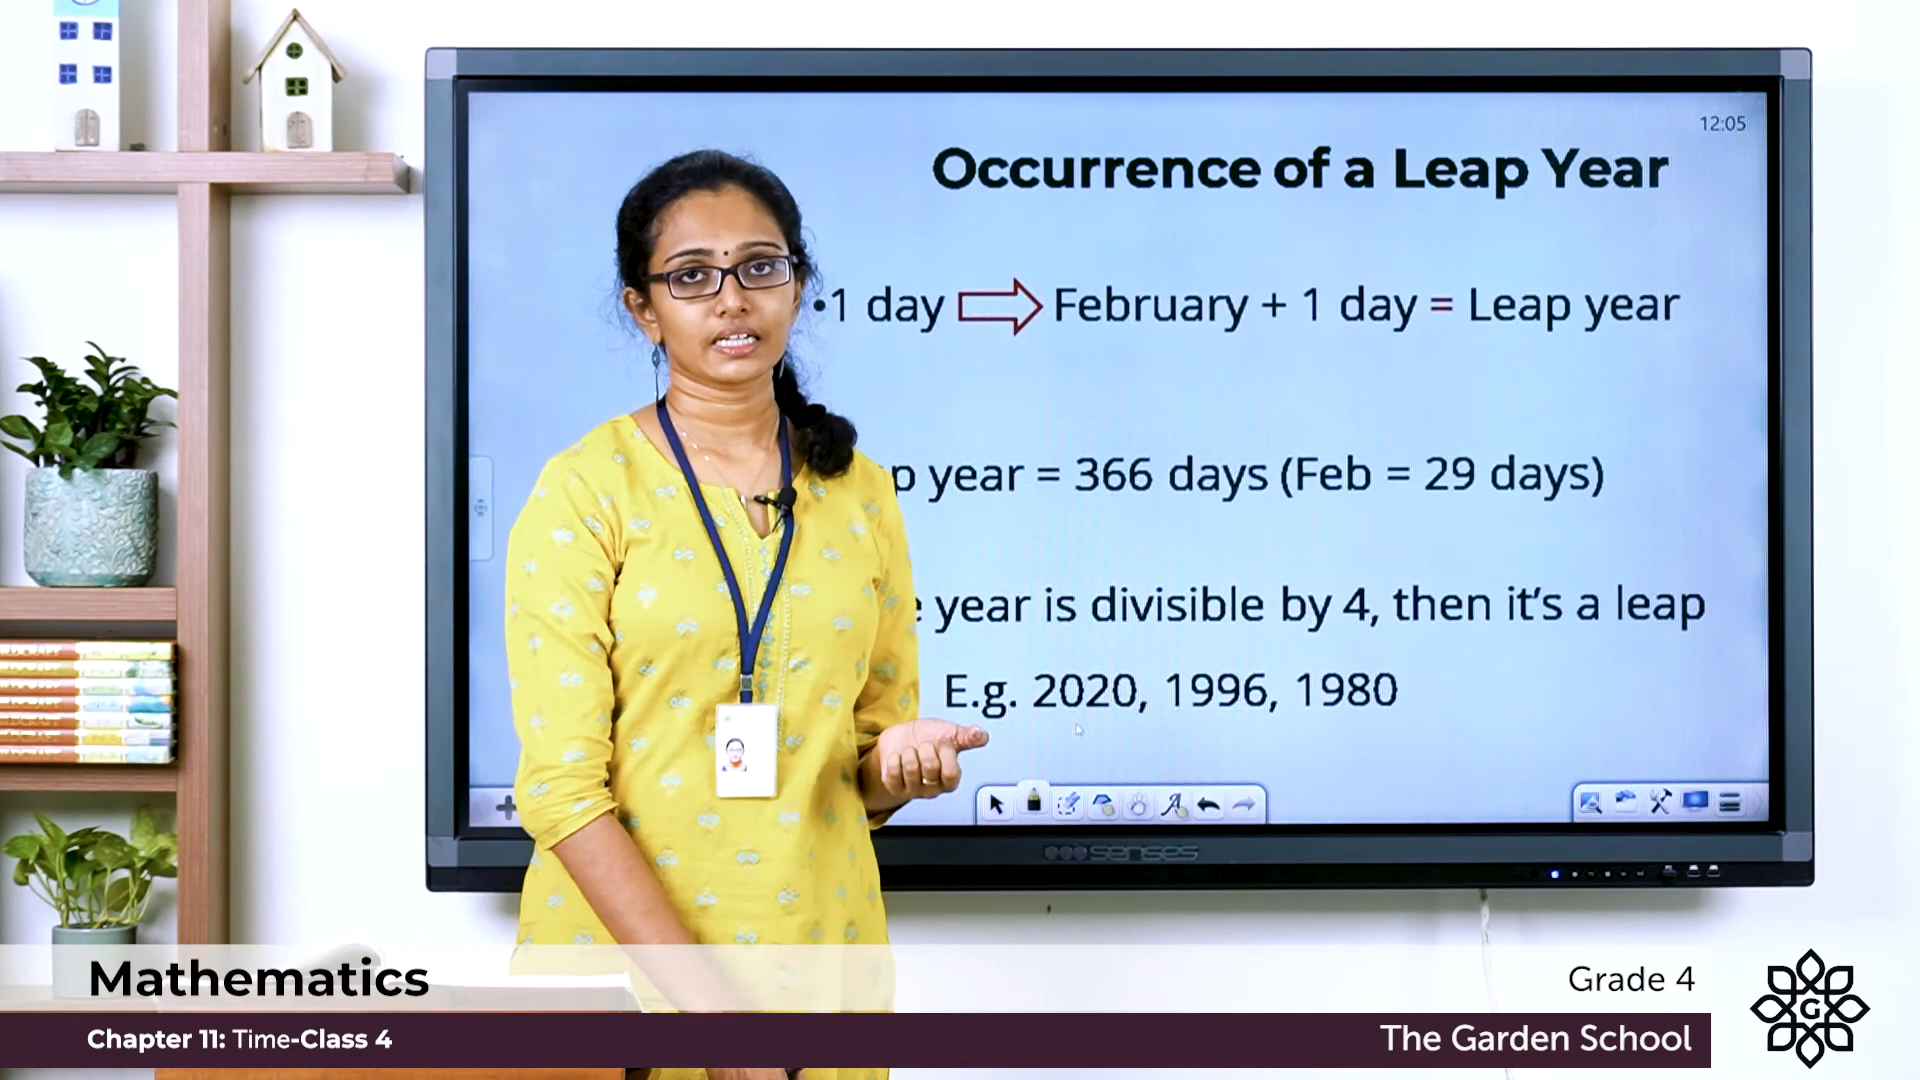 12:05
Occurrence of a Leap Year
•1 day February + 1 day = Leap year
year = 366 days (Feb = 29 days)
year is divisible by 4, then it's a leap
E.g. 2020, 1996, 1980
senses
Mathematics
Grade 4
Chapter 11: Time-Class 4
The Garden School
G